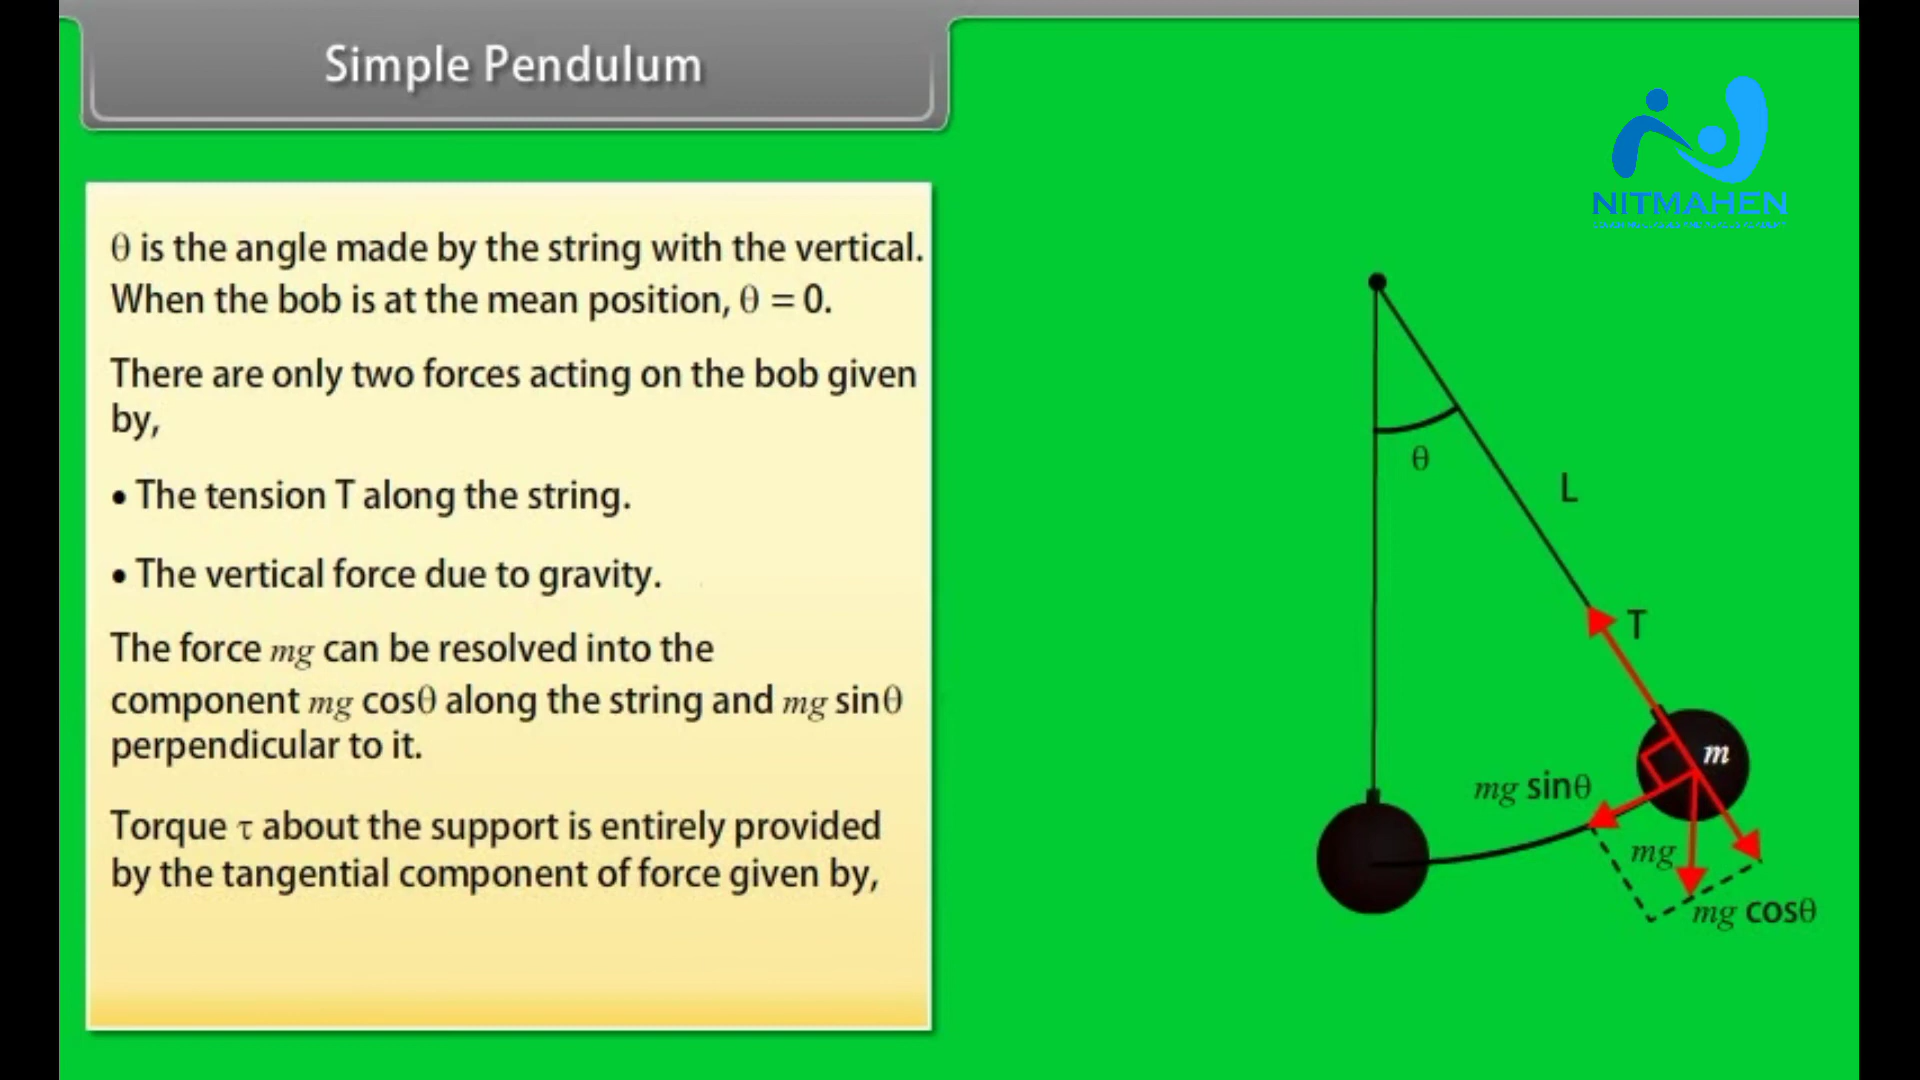 Simple Pendulum
NITMAHEN
θ is the angle made by the string with the vertical.
When the bob is at the mean position, θ = 0.
There are only two forces acting on the bob given
by,
• The tension T along the string.
• The vertical force due to gravity.
The force mg can be resolved into the
component mg cosθ along the string and mg sinθ
perpendicular to it.
Torque τ about the support is entirely provided
by the tangential component of force given by,
θ
L
T
m
mg sinθ
mg
mg cosθ